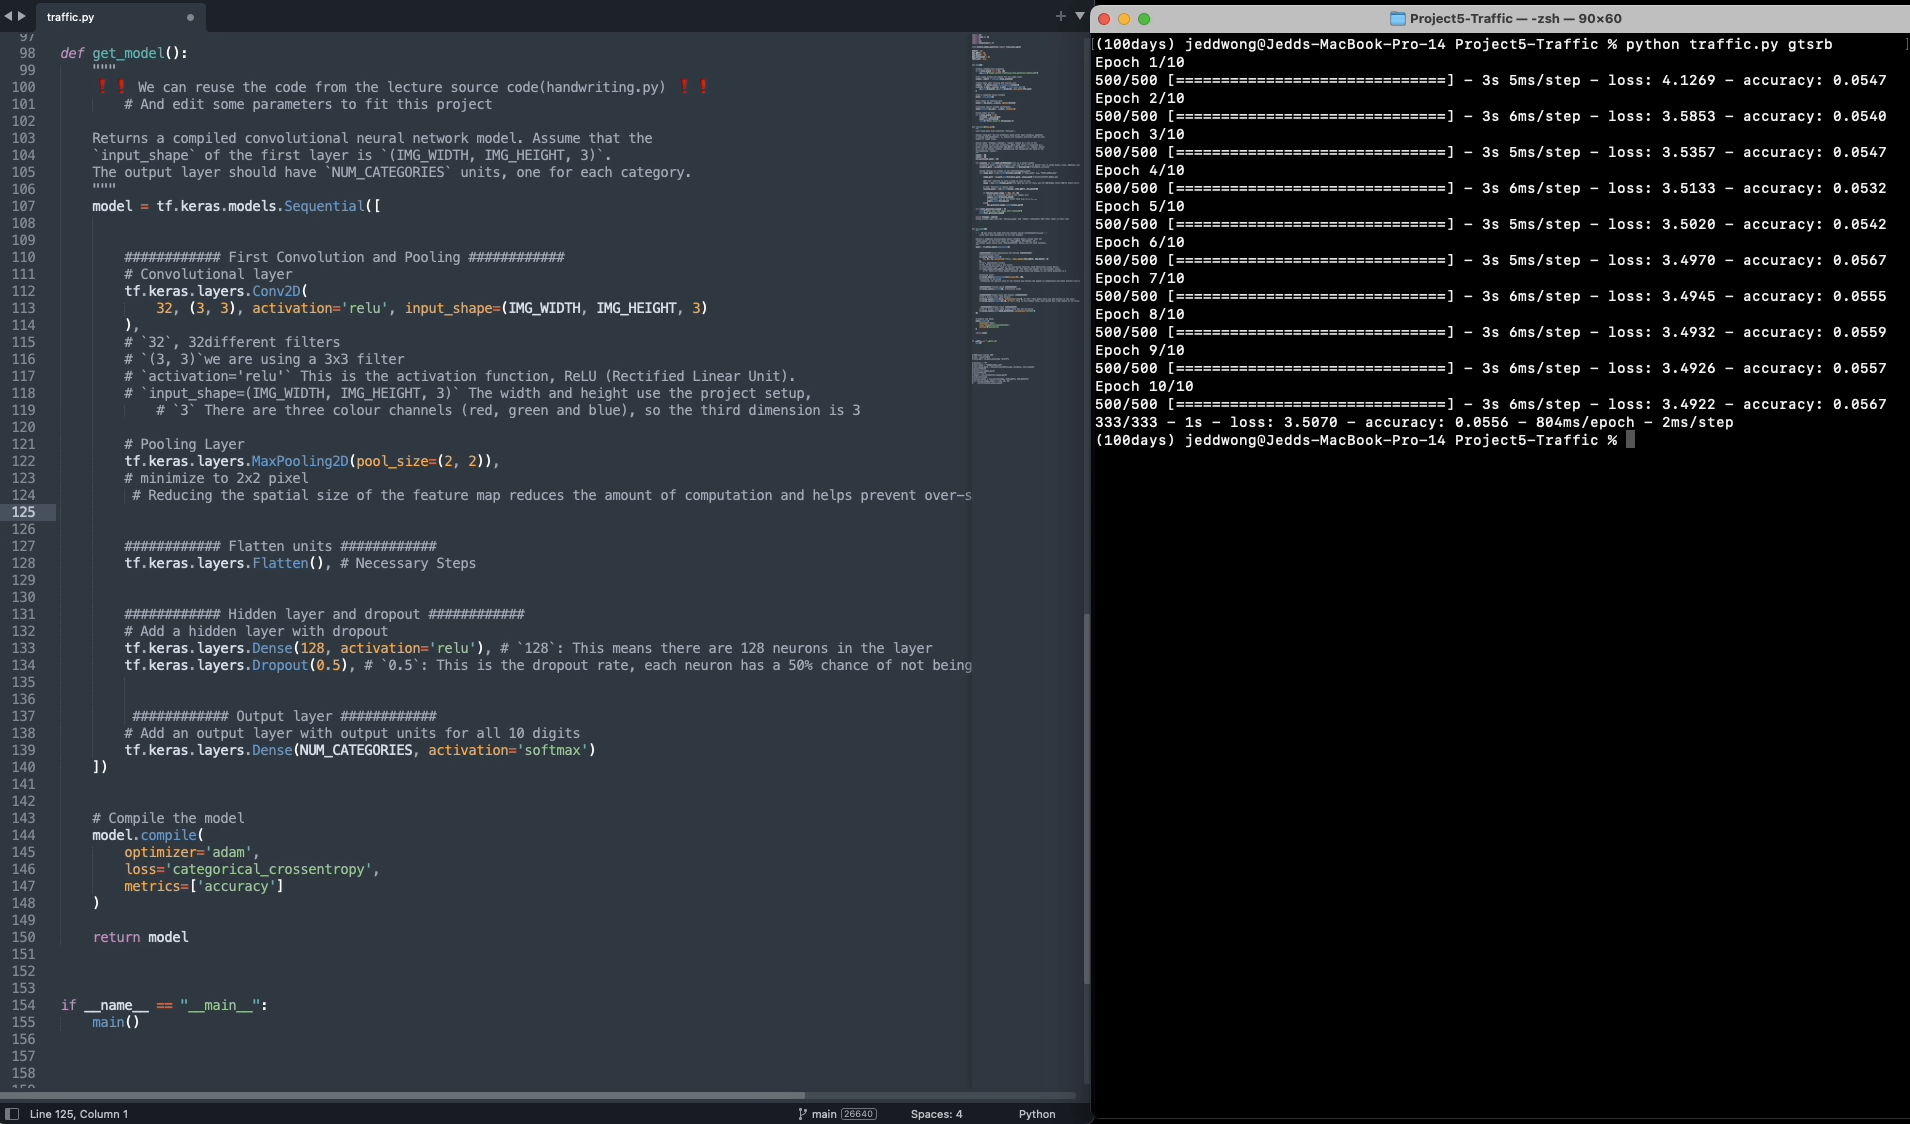 traffic.py
97
98 def get_model():
99 """
100 ❗❗ We can reuse the code from the lecture source code(handwriting.py) ❗❗
101 # And edit some parameters to fit this project
102
103 Returns a compiled convolutional neural network model. Assume that the
104 `input_shape` of the first layer is `(IMG_WIDTH, IMG_HEIGHT, 3)`.
105 The output layer should have `NUM_CATEGORIES` units, one for each category.
106 """
107 model = tf.keras.models.Sequential([
108
109
110 ############ First Convolution and Pooling ############
111 # Convolutional layer
112 tf.keras.layers.Conv2D(
113 32, (3, 3), activation='relu', input_shape=(IMG_WIDTH, IMG_HEIGHT, 3)
114 ),
115 # `32`, 32different filters
116 # `(3, 3)`we are using a 3x3 filter
117 # `activation='relu'` This is the activation function, ReLU (Rectified Linear Unit).
118 # `input_shape=(IMG_WIDTH, IMG_HEIGHT, 3)` The width and height use the project setup,
119 # `3` There are three colour channels (red, green and blue), so the third dimension is 3
120
121 # Pooling Layer
122 tf.keras.layers.MaxPooling2D(pool_size=(2, 2)),
123 # minimize to 2x2 pixel
124 # Reducing the spatial size of the feature map reduces the amount of computation and helps prevent over-s
125
126
127 ############ Flatten units ############
128 tf.keras.layers.Flatten(), # Necessary Steps
129
130
131 ############ Hidden layer and dropout ############
132 # Add a hidden layer with dropout
133 tf.keras.layers.Dense(128, activation='relu'), # `128`: This means there are 128 neurons in the layer
134 tf.keras.layers.Dropout(0.5), # `0.5`: This is the dropout rate, each neuron has a 50% chance of not being
135
136
137 ############ Output layer ############
138 # Add an output layer with output units for all 10 digits
139 tf.keras.layers.Dense(NUM_CATEGORIES, activation='softmax')
140 ])
141
142
143 # Compile the model
144 model.compile(
145 optimizer='adam',
146 loss='categorical_crossentropy',
147 metrics=['accuracy']
148 )
149
150 return model
151
152
153
154 if __name__ == "__main__":
155 main()
156
157
158
159
Line 125, Column 1
main 26640
Spaces: 4
Python
Project5-Traffic — -zsh — 90×60
(100days) jeddwong@Jedds-MacBook-Pro-14 Project5-Traffic % python traffic.py gtsrb
Epoch 1/10
500/500 [==============================] - 3s 5ms/step - loss: 4.1269 - accuracy: 0.0547
Epoch 2/10
500/500 [==============================] - 3s 6ms/step - loss: 3.5853 - accuracy: 0.0540
Epoch 3/10
500/500 [==============================] - 3s 5ms/step - loss: 3.5357 - accuracy: 0.0547
Epoch 4/10
500/500 [==============================] - 3s 6ms/step - loss: 3.5133 - accuracy: 0.0532
Epoch 5/10
500/500 [==============================] - 3s 5ms/step - loss: 3.5020 - accuracy: 0.0542
Epoch 6/10
500/500 [==============================] - 3s 5ms/step - loss: 3.4970 - accuracy: 0.0567
Epoch 7/10
500/500 [==============================] - 3s 5ms/step - loss: 3.4945 - accuracy: 0.0555
Epoch 8/10
500/500 [==============================] - 3s 6ms/step - loss: 3.4932 - accuracy: 0.0559
Epoch 9/10
500/500 [==============================] - 3s 6ms/step - loss: 3.4926 - accuracy: 0.0557
Epoch 10/10
500/500 [==============================] - 3s 6ms/step - loss: 3.4922 - accuracy: 0.0567
333/333 - 1s - loss: 3.5070 - accuracy: 0.0556 - 804ms/epoch - 2ms/step
(100days) jeddwong@Jedds-MacBook-Pro-14 Project5-Traffic %